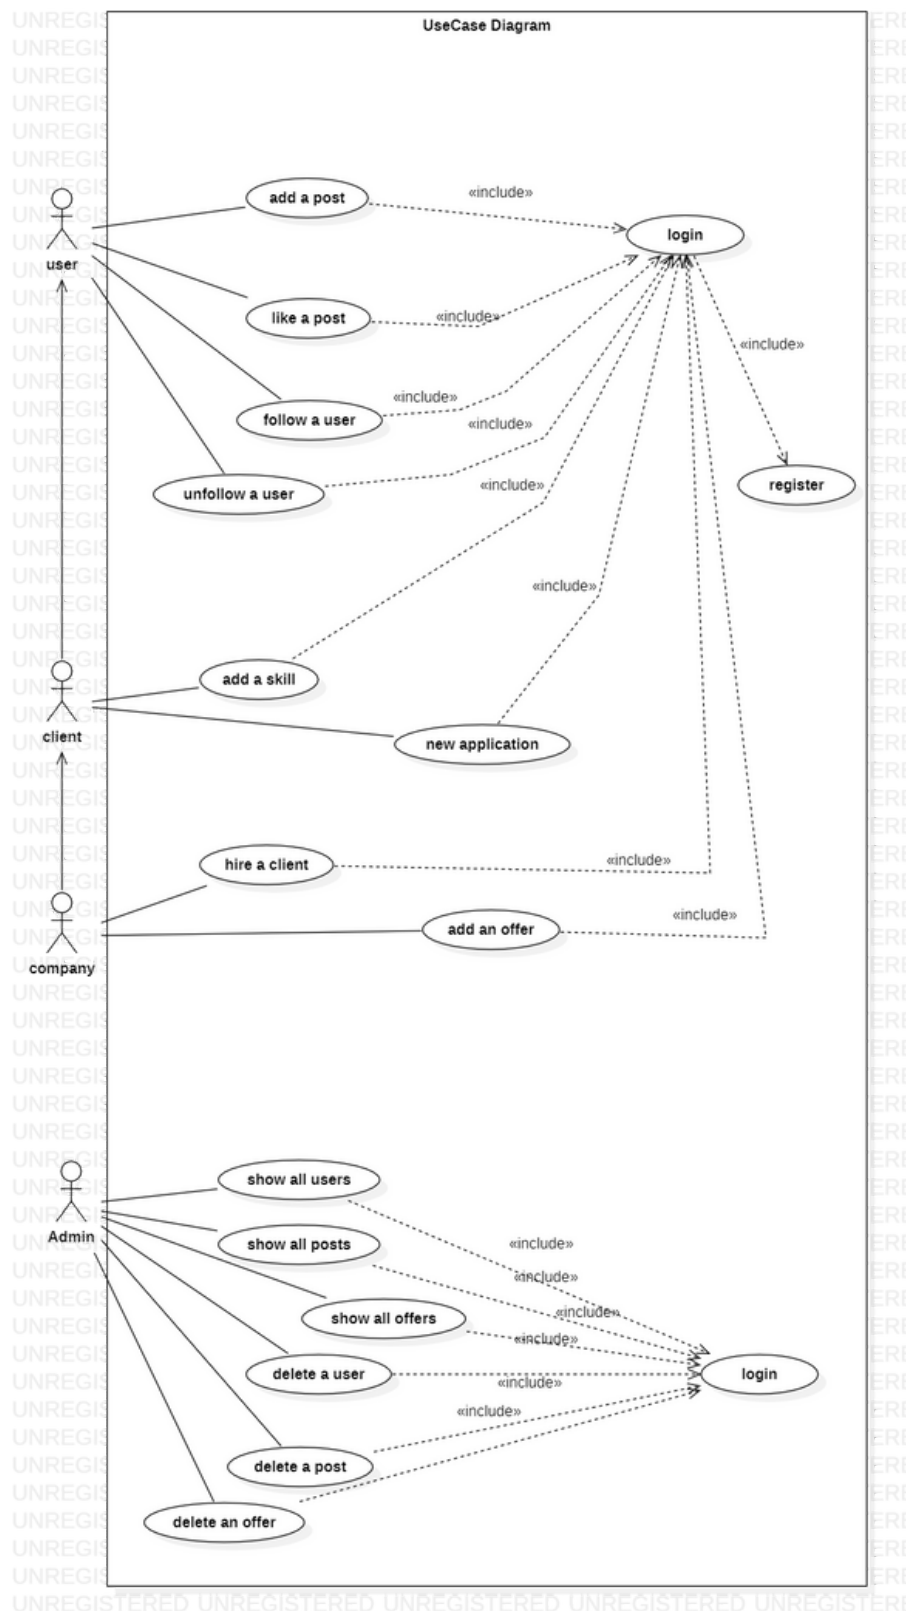 UseCase Diagram
add a post
«include»
login
user
like a post
«include»
«include»
follow a user
«include»
«include»
unfollow a user
«include»
register
«include»
add a skill
client
new application
hire a client
«include»
add an offer
«include»
company
show all users
Admin
show all posts
«include»
«include»
show all offers
«include»
«include»
delete a user
«include»
login
«include»
delete a post
delete an offer
UNREGISTERED UNREGISTERED UNREGISTERED UNREGISTERED UNREGISTERED